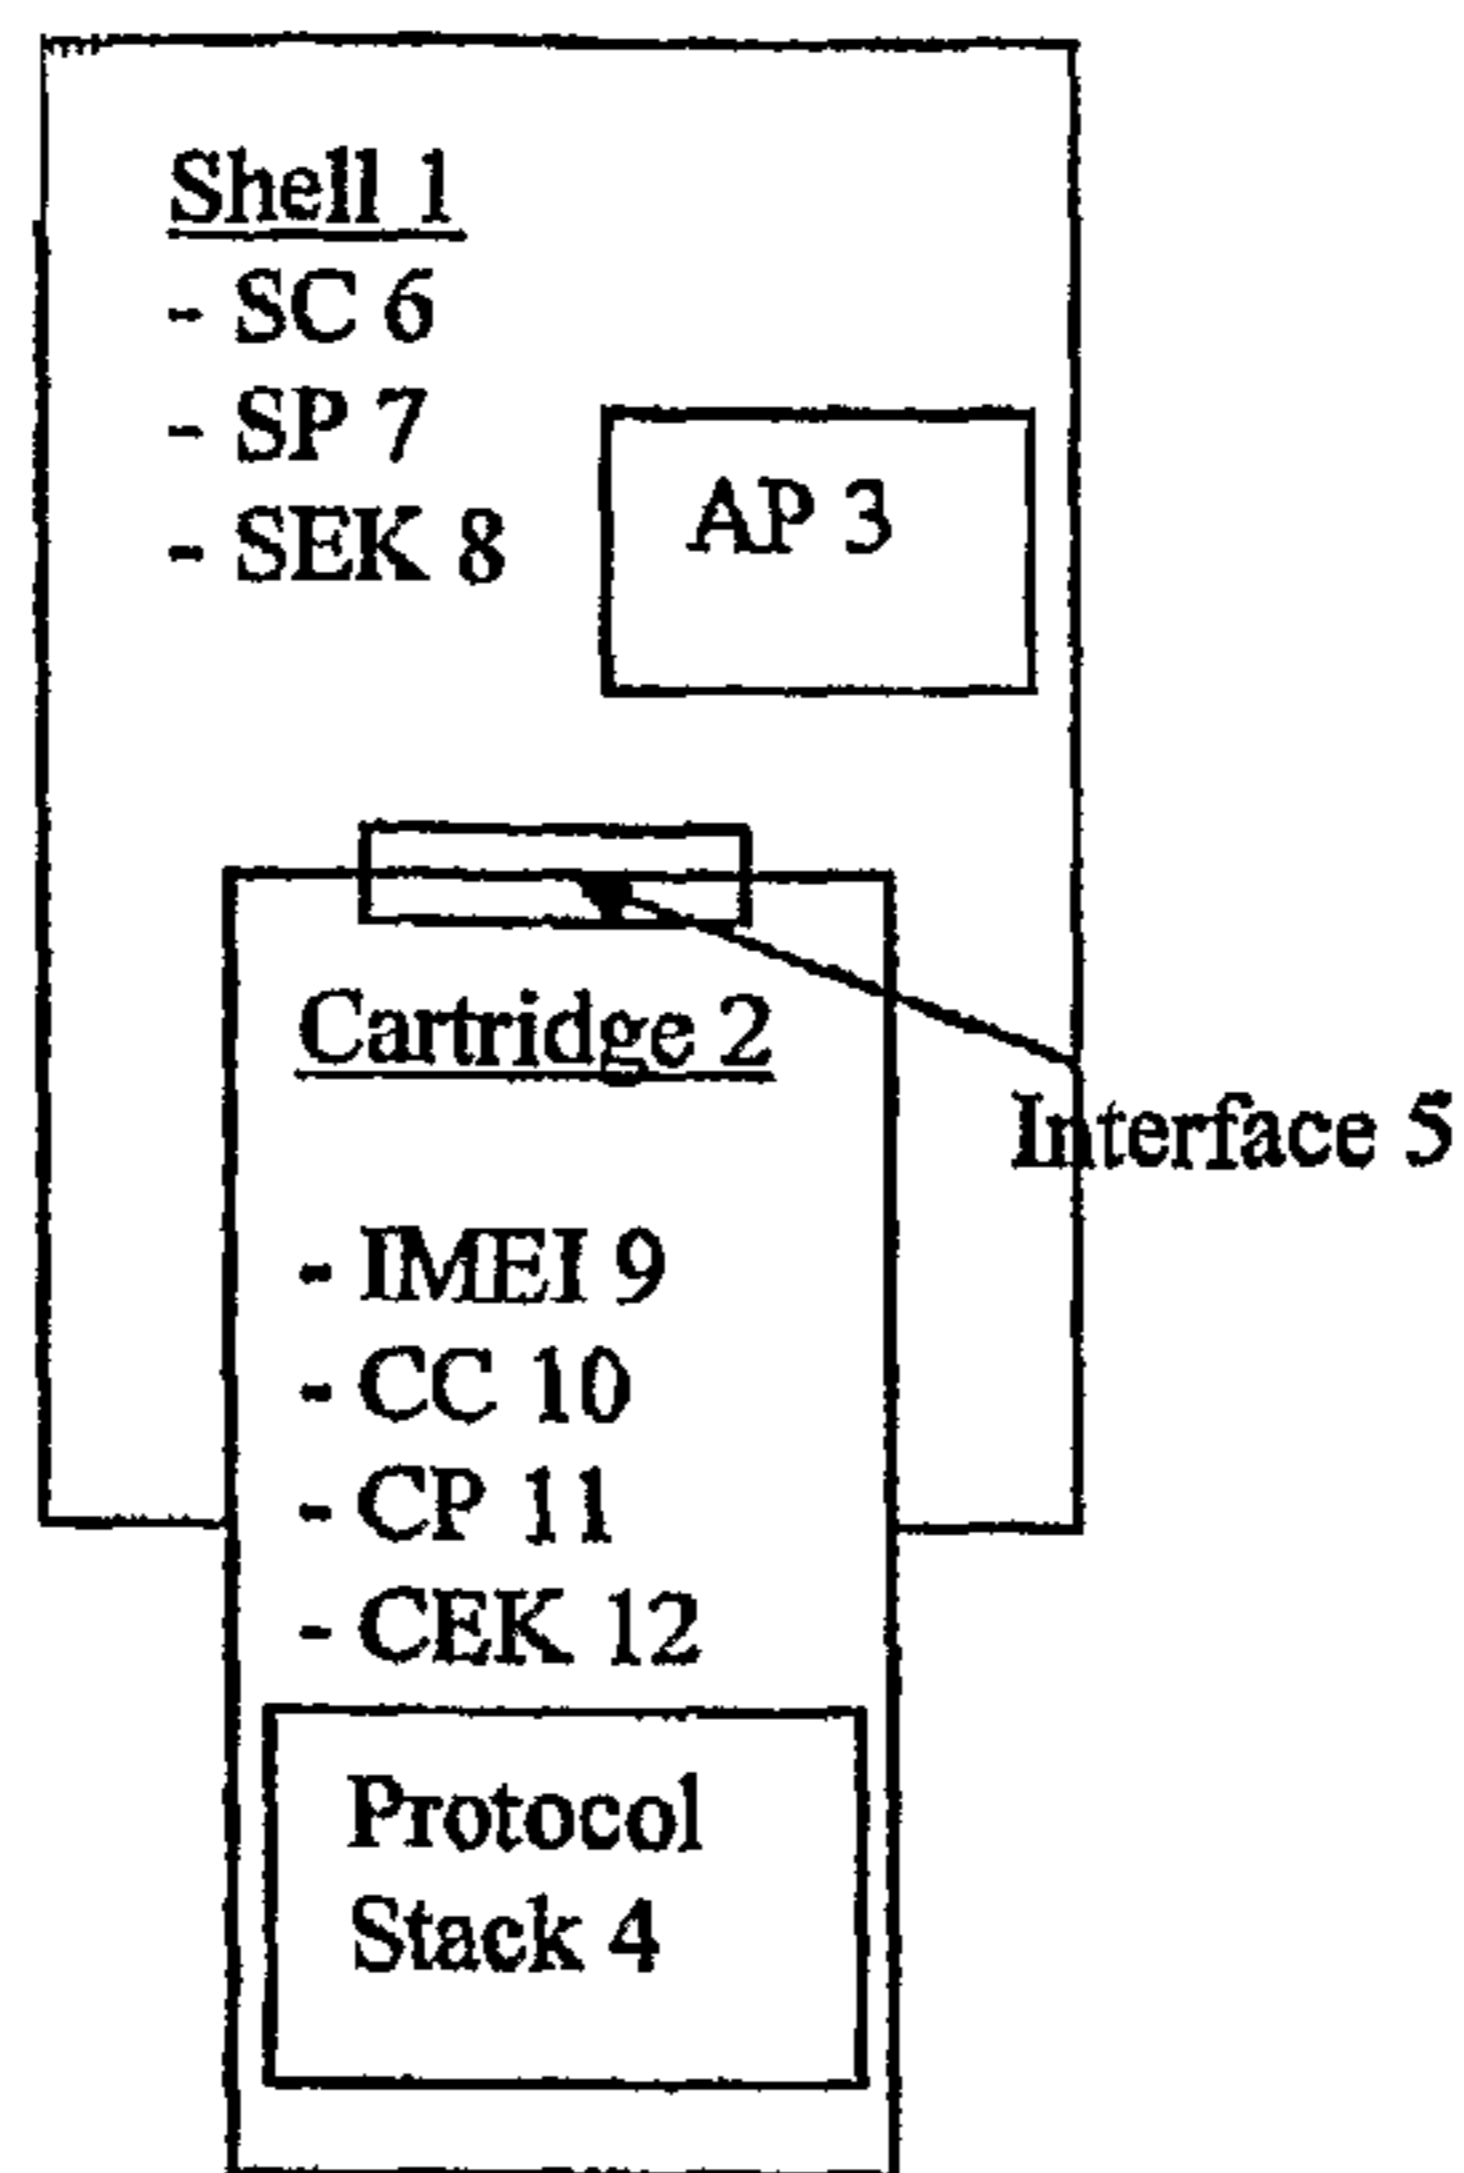 Shell 1
- SC 6
- SP 7
- SEK 8
AP 3
Cartridge 2
Interface 5
- IMEI 9
- CC 10
- CP 11
- CEK 12
Protocol
Stack 4